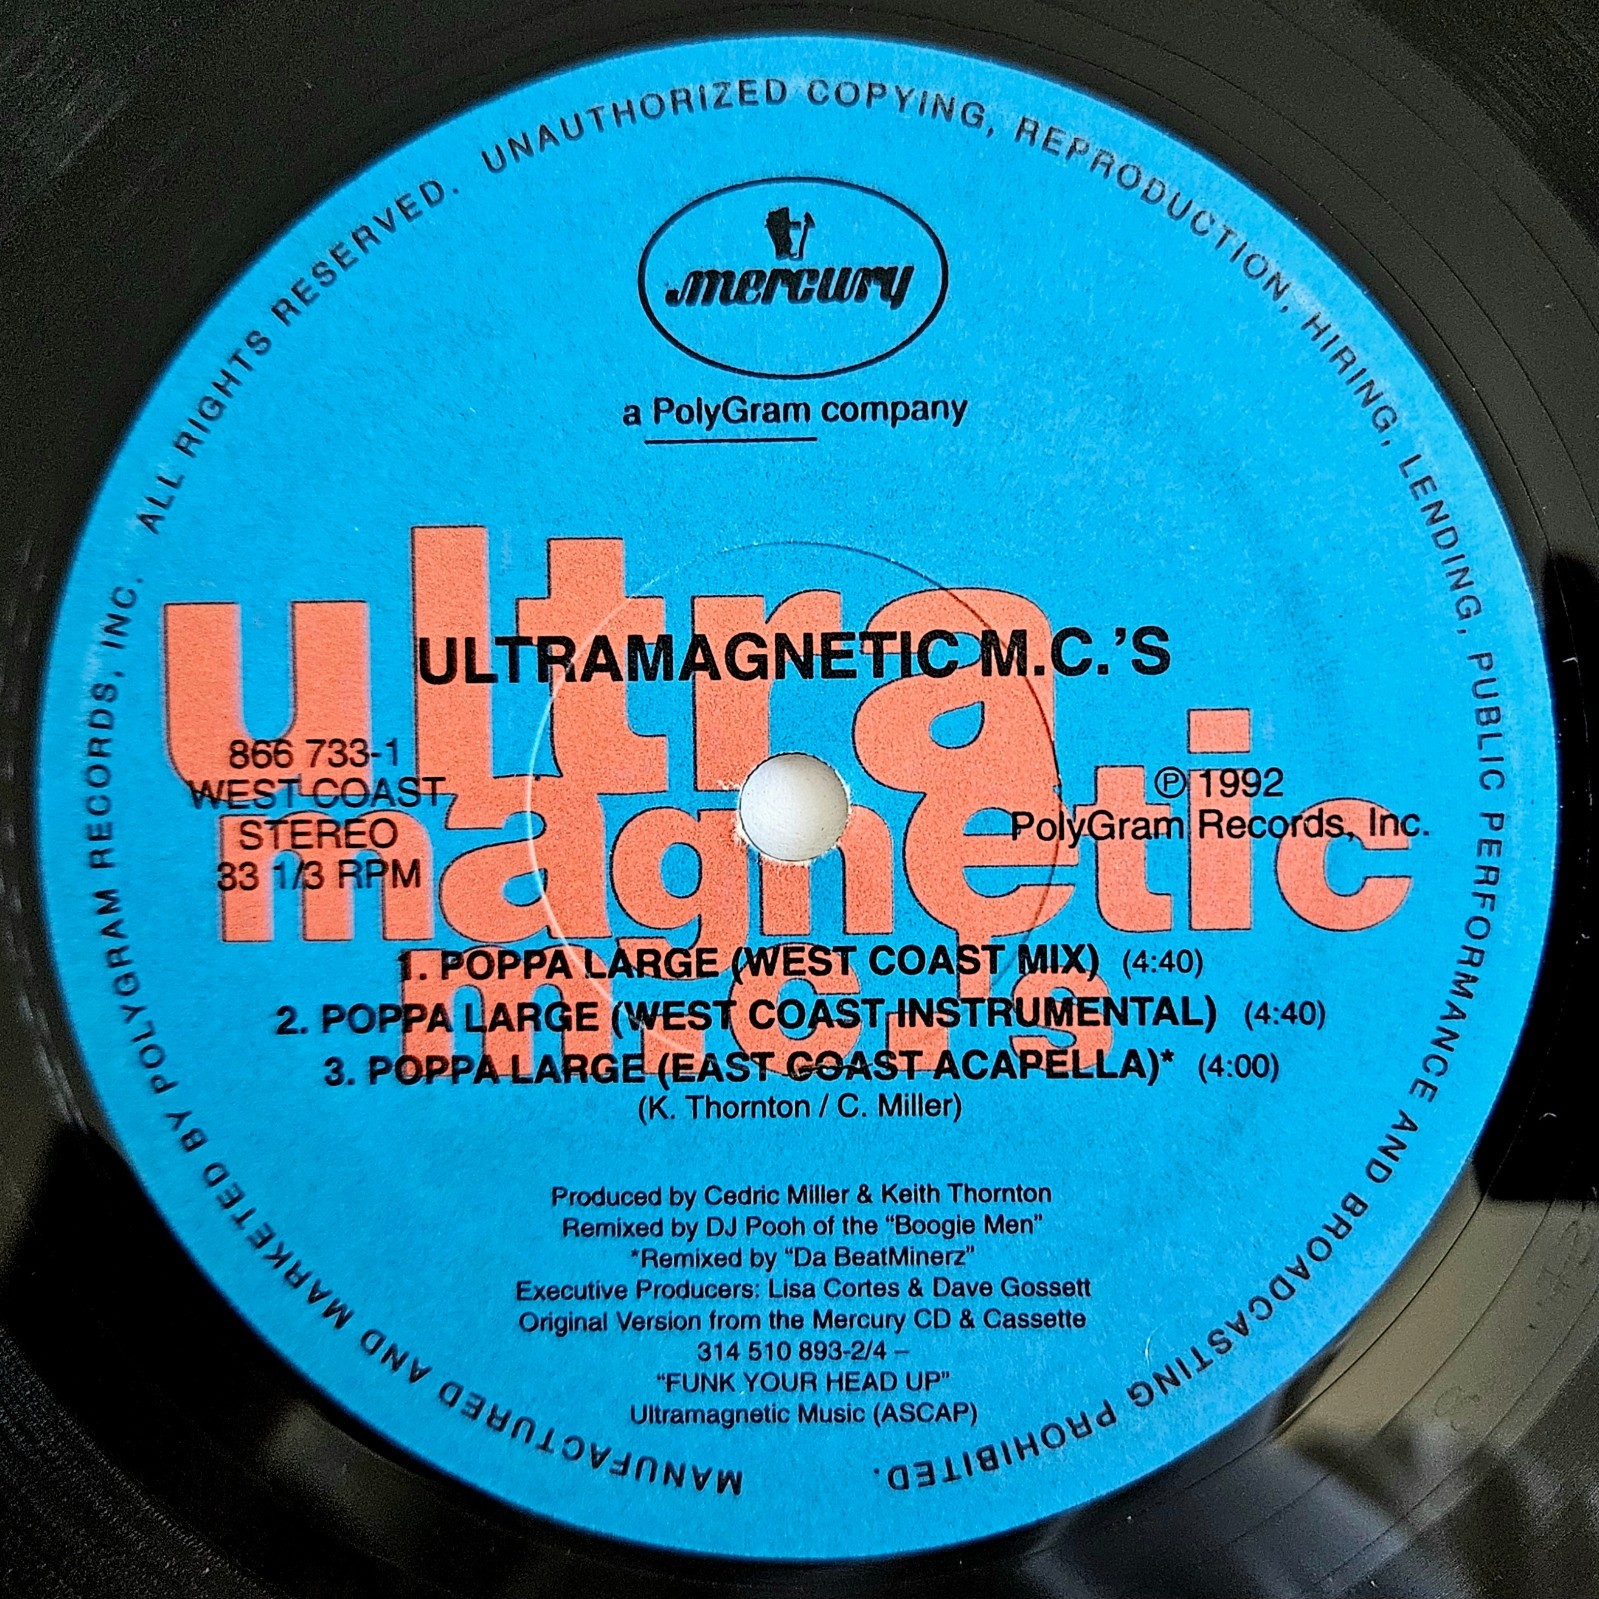 MANUFACTURED AND MARKETED BY POLYGRAM RECORDS, INC. ALL RIGHTS RESERVED. UNAUTHORIZED COPYING, REPRODUCTION, HIRING, LENDING, PUBLIC PERFORMANCE AND BROADCASTING PROHIBITED.
mercury
a PolyGram company
ultra
magnetic
m.c.'s
ULTRAMAGNETIC M.C.'S
866 733-1
WEST COAST
STEREO
33 1/3 RPM
℗ 1992
PolyGram Records, Inc.
1. POPPA LARGE (WEST COAST MIX) (4:40)
2. POPPA LARGE (WEST COAST INSTRUMENTAL) (4:40)
3. POPPA LARGE (EAST COAST ACAPELLA)* (4:00)
(K. Thornton / C. Miller)
Produced by Cedric Miller & Keith Thornton
Remixed by DJ Pooh of the "Boogie Men"
*Remixed by "Da BeatMinerz"
Executive Producers: Lisa Cortes & Dave Gossett
Original Version from the Mercury CD & Cassette
314 510 893-2/4 –
"FUNK YOUR HEAD UP"
Ultramagnetic Music (ASCAP)